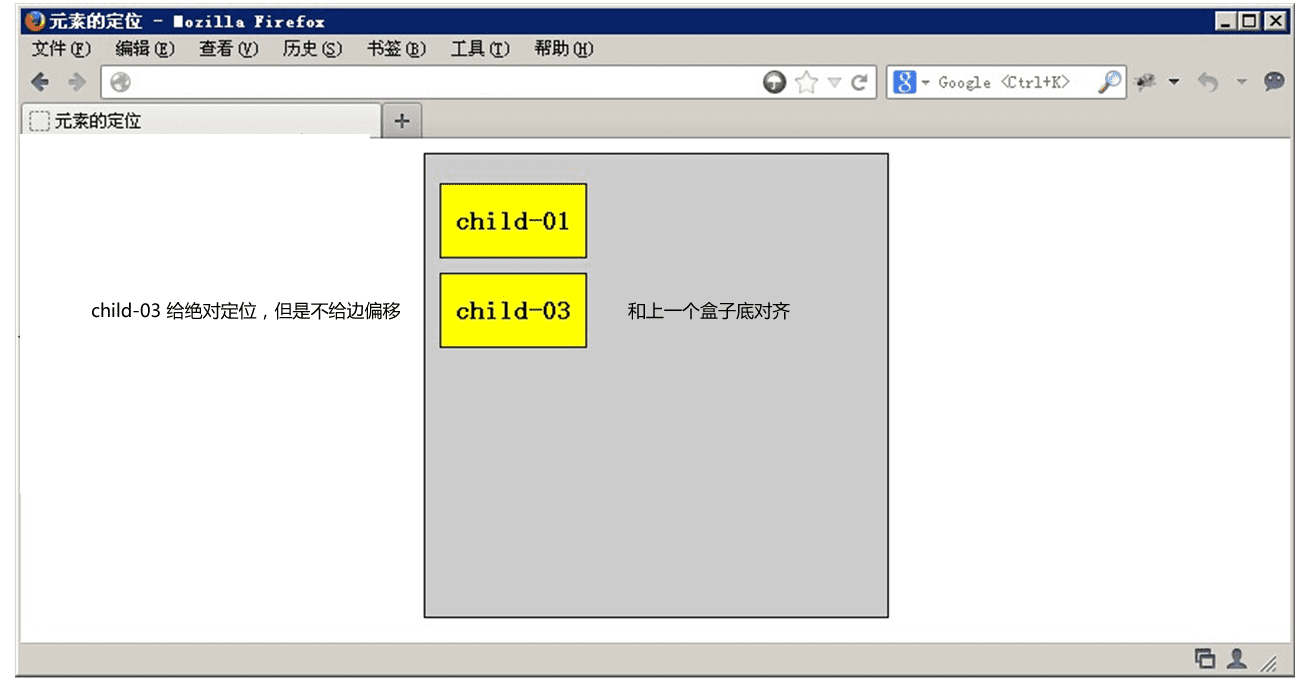 元素的定位 - Mozilla Firefox
文件(F) 编辑(E) 查看(V) 历史(S) 书签(B) 工具(T) 帮助(H)
8 Google <Ctrl+K>
元素的定位 +
child-01
child-03 给绝对定位，但是不给边偏移 child-03 和上一个盒子底对齐